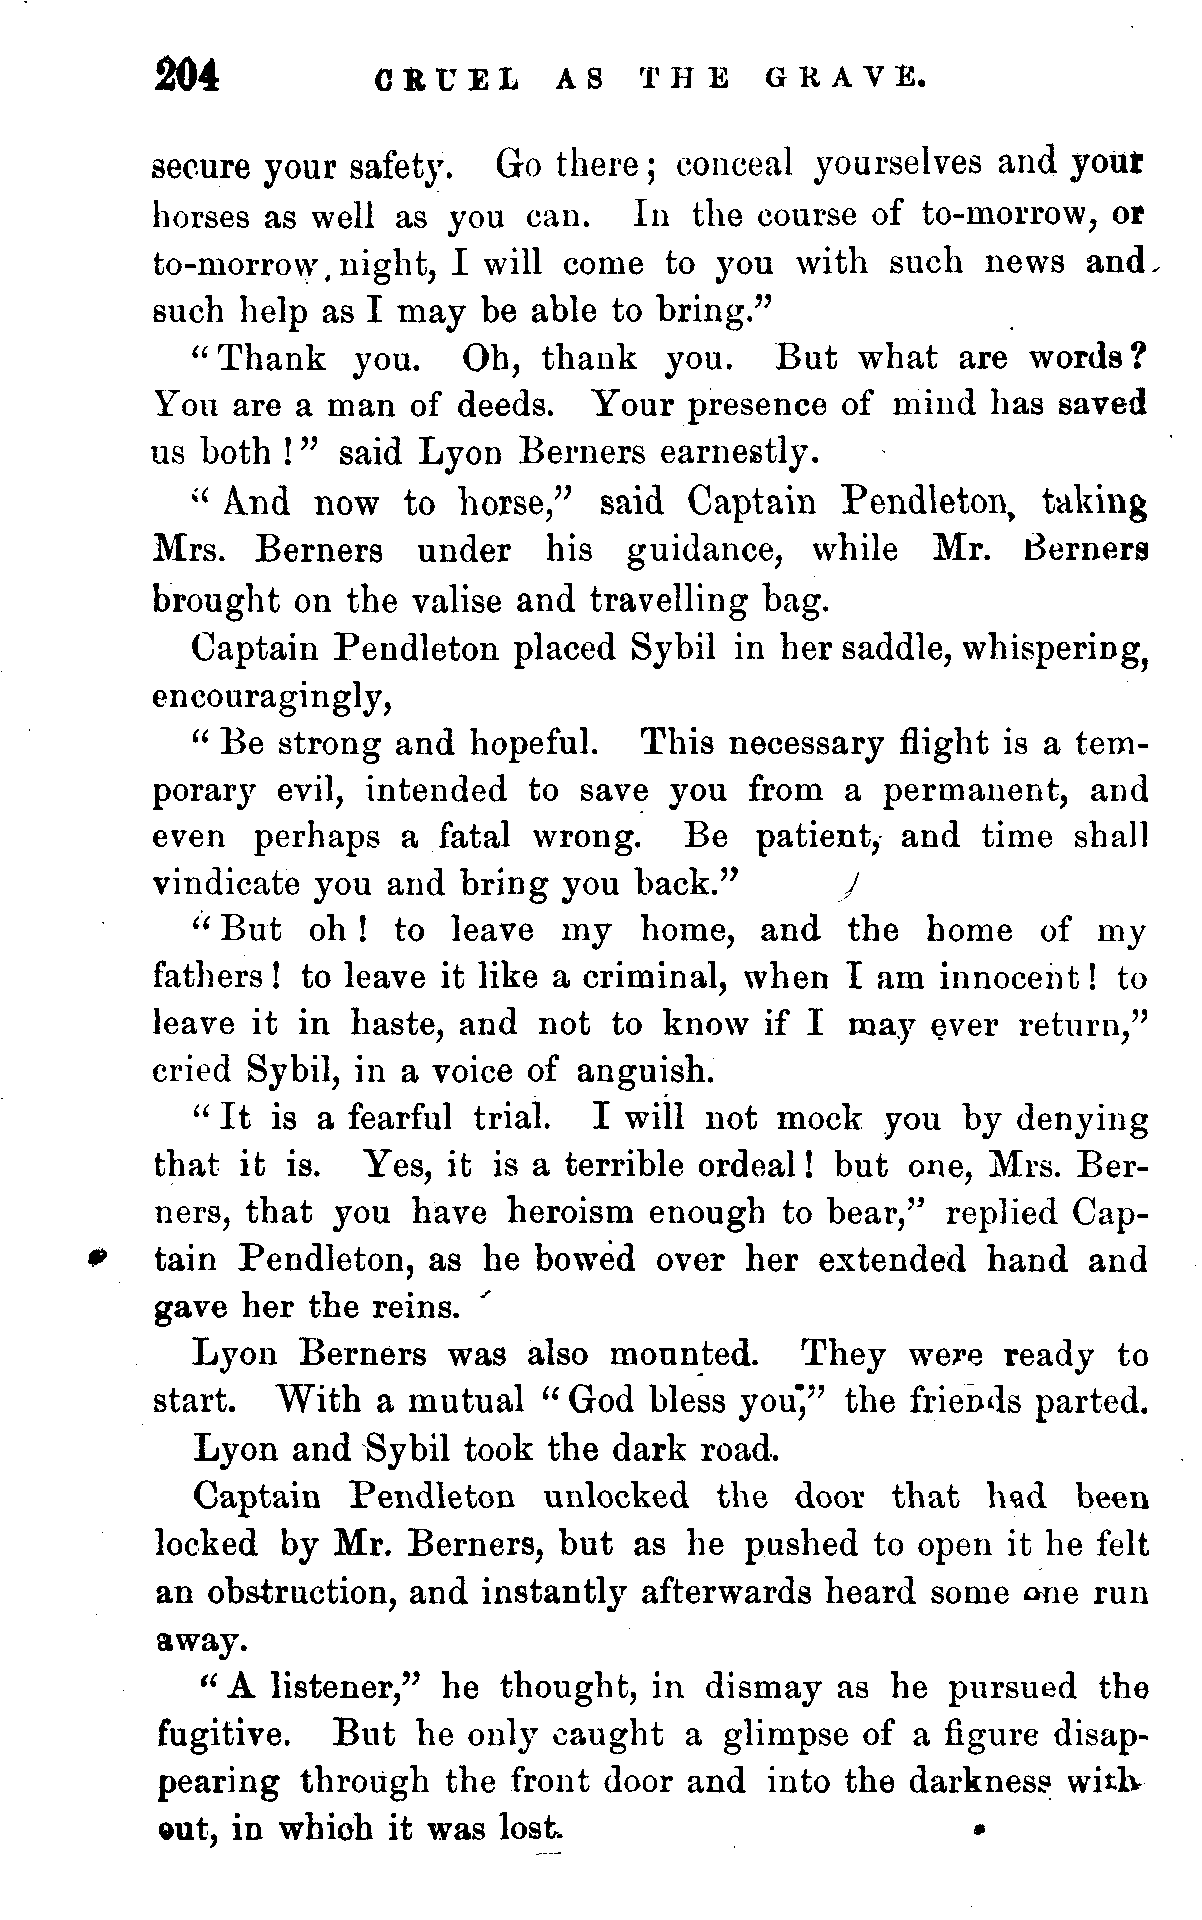 204 CRUEL AS THE GRAVE.
secure your safety. Go there; conceal yourselves and your
horses as well as you can. In the course of to-morrow, or
to-morrow, night, I will come to you with such news and
such help as I may be able to bring."
"Thank you. Oh, thank you. But what are words?
You are a man of deeds. Your presence of mind has saved
us both!" said Lyon Berners earnestly.
"And now to horse," said Captain Pendleton, taking
Mrs. Berners under his guidance, while Mr. Berners
brought on the valise and travelling bag.
Captain Pendleton placed Sybil in her saddle, whispering,
encouragingly,
"Be strong and hopeful. This necessary flight is a tem-
porary evil, intended to save you from a permanent, and
even perhaps a fatal wrong. Be patient, and time shall
vindicate you and bring you back."
"But oh! to leave my home, and the home of my
fathers! to leave it like a criminal, when I am innocent! to
leave it in haste, and not to know if I may ever return,"
cried Sybil, in a voice of anguish.
"It is a fearful trial. I will not mock you by denying
that it is. Yes, it is a terrible ordeal! but one, Mrs. Ber-
ners, that you have heroism enough to bear," replied Cap-
tain Pendleton, as he bowed over her extended hand and
gave her the reins.
Lyon Berners was also mounted. They were ready to
start. With a mutual "God bless you," the friends parted.
Lyon and Sybil took the dark road.
Captain Pendleton unlocked the door that had been
locked by Mr. Berners, but as he pushed to open it he felt
an obstruction, and instantly afterwards heard some one run
away.
"A listener," he thought, in dismay as he pursued the
fugitive. But he only caught a glimpse of a figure disap-
pearing through the front door and into the darkness with-
out, in which it was lost.